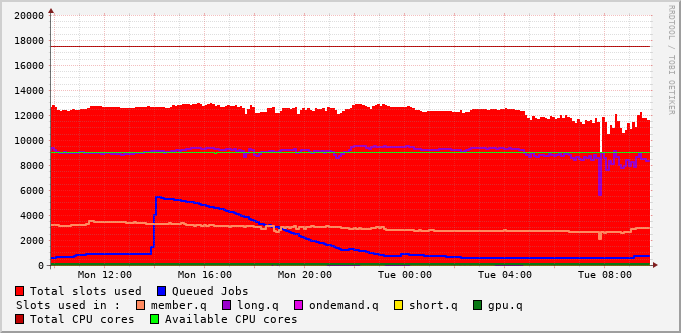 20000
18000
16000
14000
12000
10000
8000
6000
4000
2000
0
Mon 12:00 Mon 16:00 Mon 20:00 Tue 00:00 Tue 04:00 Tue 08:00
RRDTOOL / TOBI OETIKER
Total slots used Queued Jobs
Slots used in : member.q long.q ondemand.q short.q gpu.q
Total CPU cores Available CPU cores